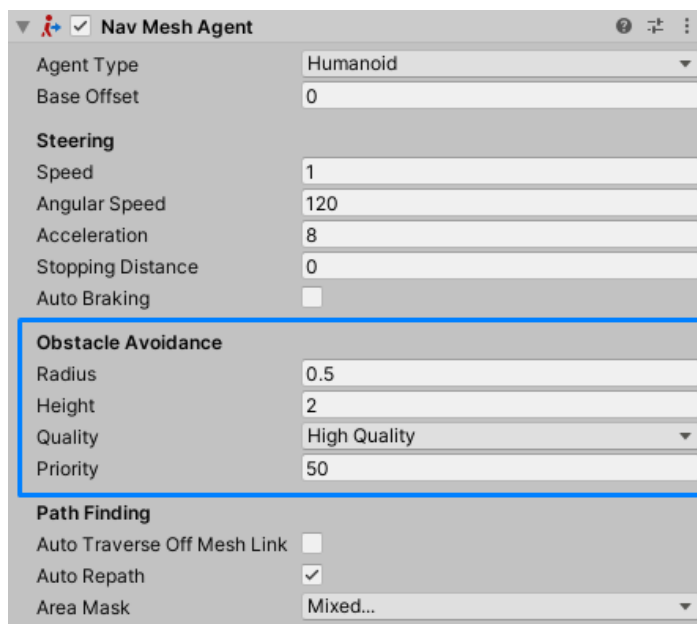 Nav Mesh Agent
Agent Type Humanoid
Base Offset 0
Steering
Speed 1
Angular Speed 120
Acceleration 8
Stopping Distance 0
Auto Braking
Obstacle Avoidance
Radius 0.5
Height 2
Quality High Quality
Priority 50
Path Finding
Auto Traverse Off Mesh Link
Auto Repath
Area Mask Mixed...